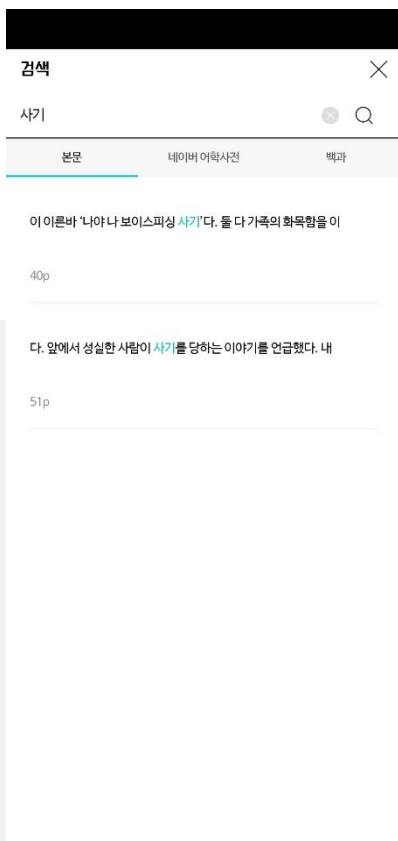 검색
사기
본문 네이버 어학사전 백과
이 이른바 ‘나야 나 보이스피싱 사기’다. 둘 다 가족의 화목함을 이
40p
다. 앞에서 성실한 사람이 사기를 당하는 이야기를 언급했다. 내
51p